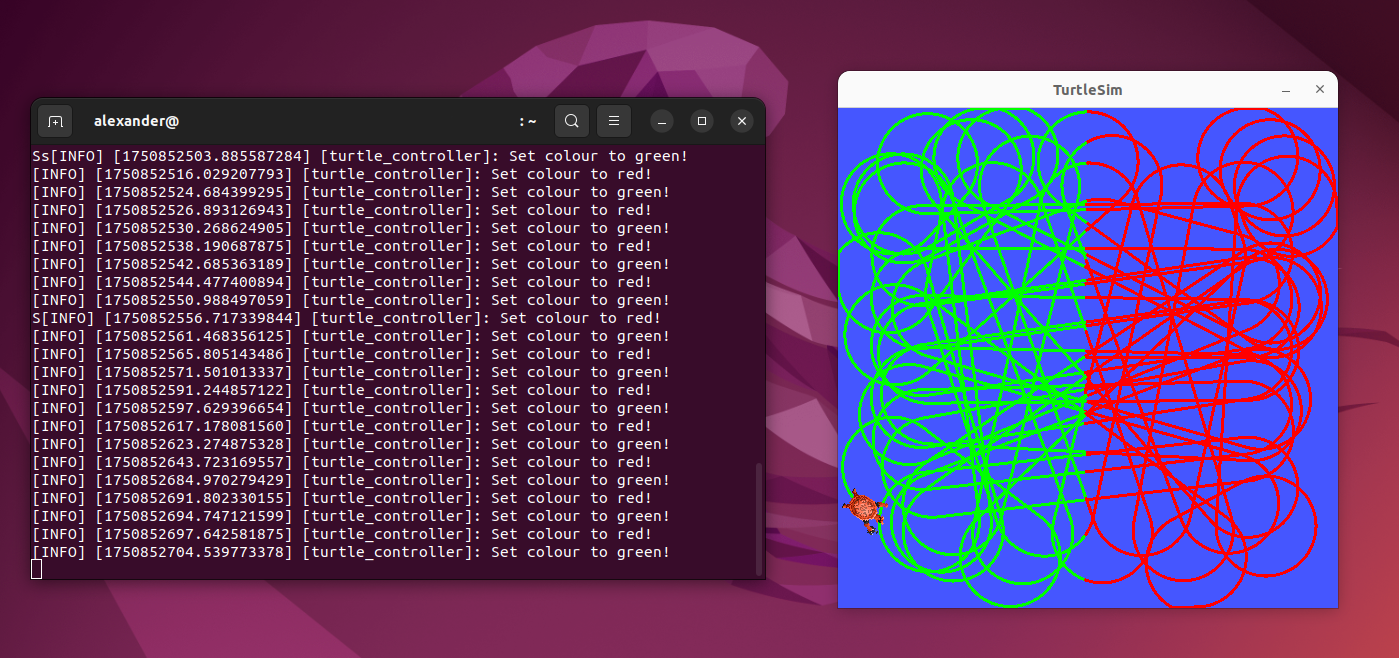 alexander@ :~
Ss[INFO] [1750852503.885587284] [turtle_controller]: Set colour to green!
[INFO] [1750852516.029207793] [turtle_controller]: Set colour to red!
[INFO] [1750852524.684399295] [turtle_controller]: Set colour to green!
[INFO] [1750852526.893126943] [turtle_controller]: Set colour to red!
[INFO] [1750852530.268624905] [turtle_controller]: Set colour to green!
[INFO] [1750852538.190687875] [turtle_controller]: Set colour to red!
[INFO] [1750852542.685363189] [turtle_controller]: Set colour to green!
[INFO] [1750852544.477400894] [turtle_controller]: Set colour to red!
[INFO] [1750852550.988497059] [turtle_controller]: Set colour to green!
S[INFO] [1750852556.717339844] [turtle_controller]: Set colour to red!
[INFO] [1750852561.468356125] [turtle_controller]: Set colour to green!
[INFO] [1750852565.805143486] [turtle_controller]: Set colour to red!
[INFO] [1750852571.501013337] [turtle_controller]: Set colour to green!
[INFO] [1750852591.244857122] [turtle_controller]: Set colour to red!
[INFO] [1750852597.629396654] [turtle_controller]: Set colour to green!
[INFO] [1750852617.178081560] [turtle_controller]: Set colour to red!
[INFO] [1750852623.274875328] [turtle_controller]: Set colour to green!
[INFO] [1750852643.723169557] [turtle_controller]: Set colour to red!
[INFO] [1750852684.970279429] [turtle_controller]: Set colour to green!
[INFO] [1750852691.802330155] [turtle_controller]: Set colour to red!
[INFO] [1750852694.747121599] [turtle_controller]: Set colour to green!
[INFO] [1750852697.642581875] [turtle_controller]: Set colour to red!
[INFO] [1750852704.539773378] [turtle_controller]: Set colour to green!
TurtleSim